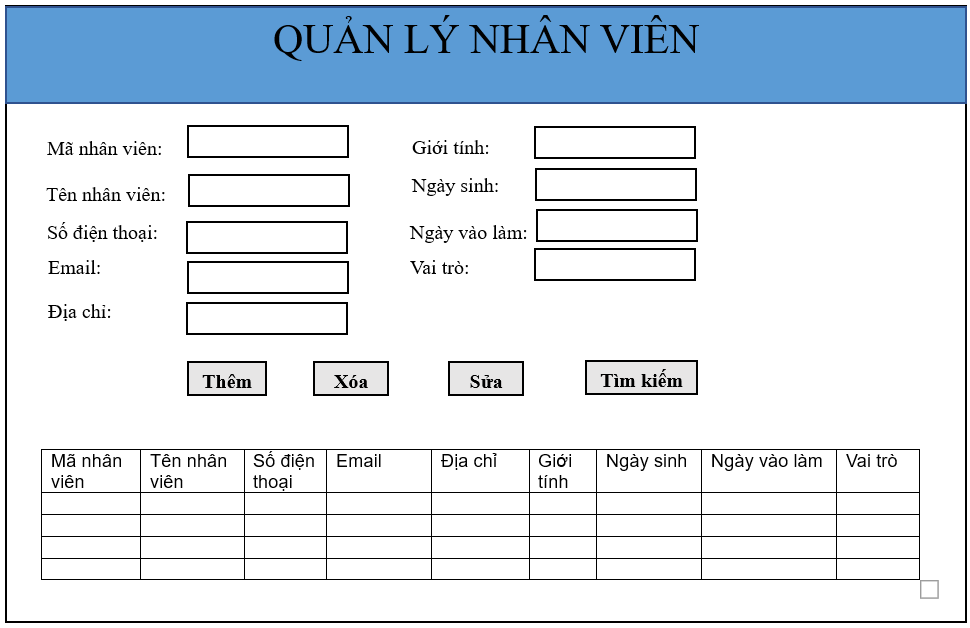 QUẢN LÝ NHÂN VIÊN
Mã nhân viên:
Giới tính:
Tên nhân viên:
Ngày sinh:
Số điện thoại:
Ngày vào làm:
Email:
Vai trò:
Địa chỉ:
Thêm Xóa Sửa Tìm kiếm
Mã nhân viên Tên nhân viên Số điện thoại Email Địa chỉ Giới tính Ngày sinh Ngày vào làm Vai trò